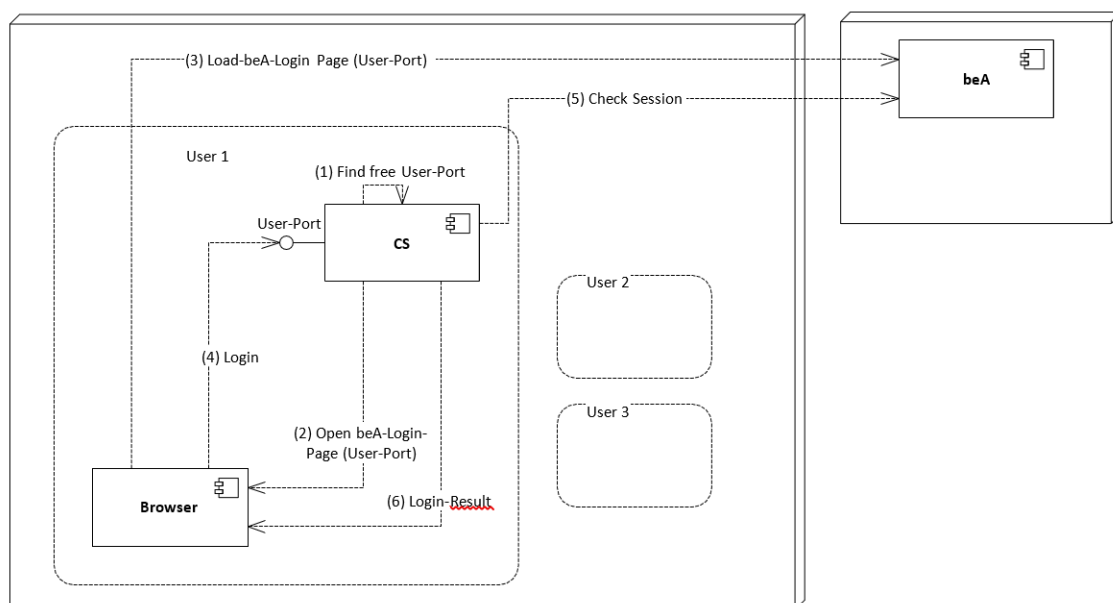 (3) Load-beA-Login Page (User-Port)
beA
(5) Check Session
User 1
(1) Find free User-Port
User-Port
CS
User 2
(4) Login
User 3
(2) Open beA-Login-
Page (User-Port)
(6) Login-Result
Browser